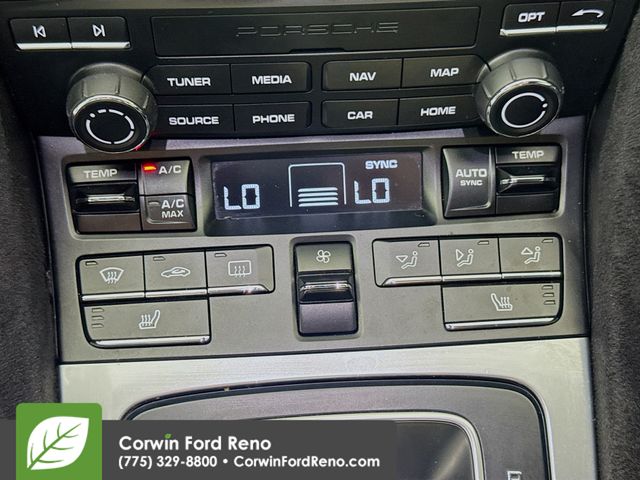 PORSCHE
OPT
TUNER MEDIA NAV MAP
SOURCE PHONE CAR HOME
TEMP A/C SYNC AUTO SYNC TEMP
A/C MAX
LO LO
Corwin Ford Reno
(775) 329-8800 • CorwinFordReno.com